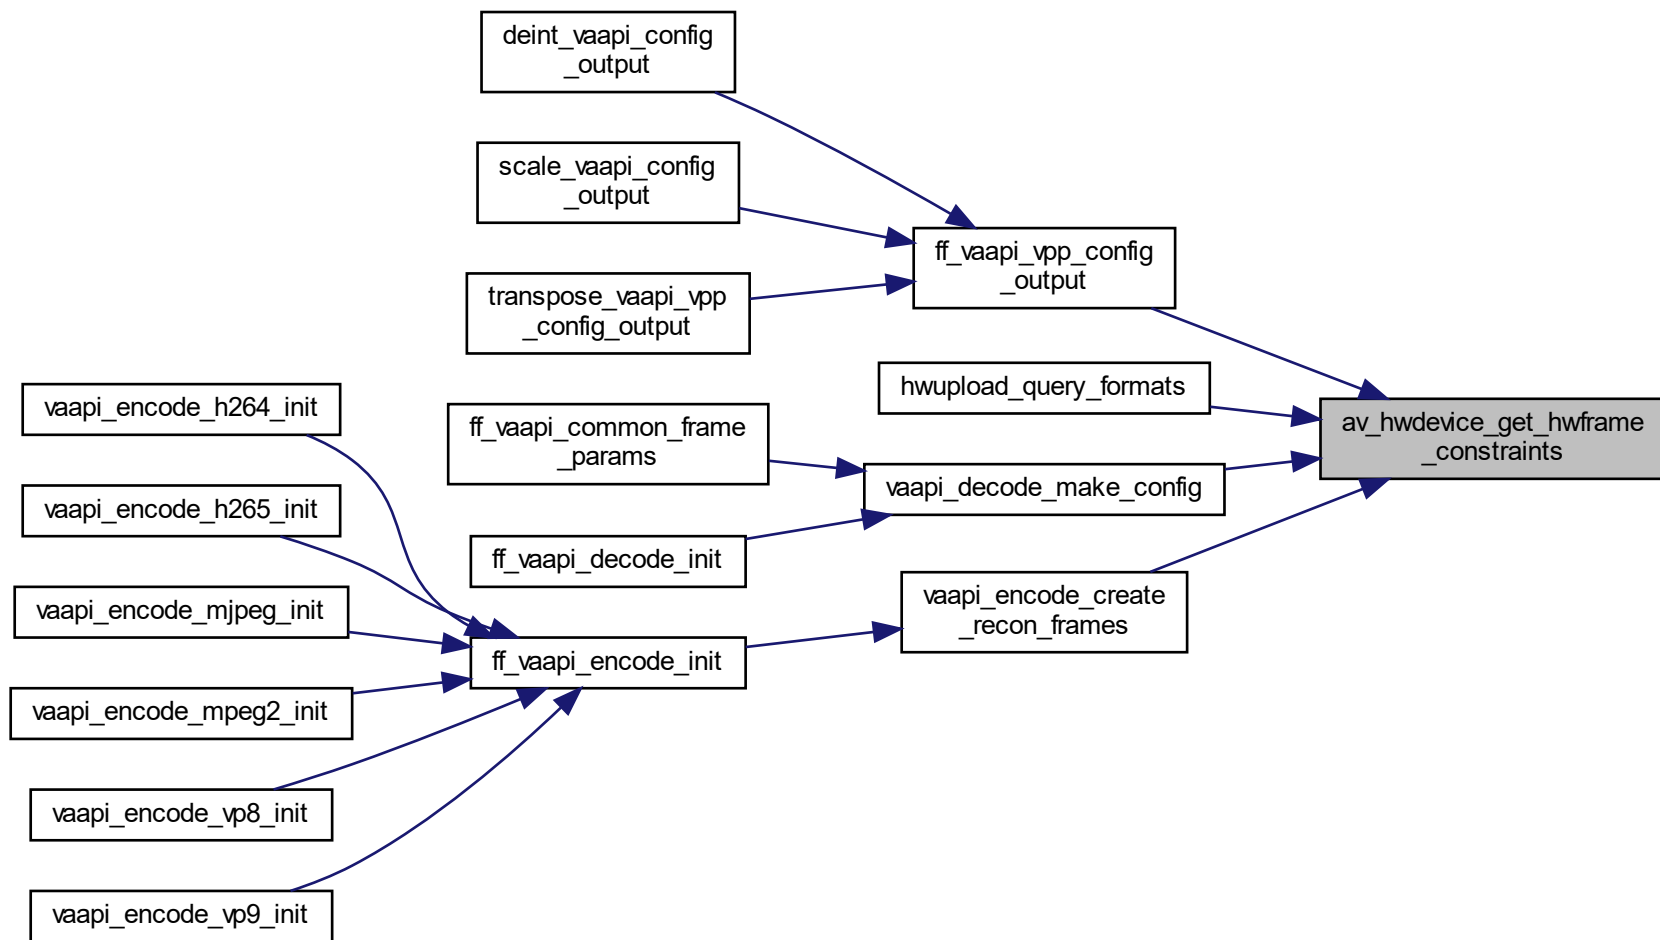 deint_vaapi_config
_output
scale_vaapi_config
_output
ff_vaapi_vpp_config
_output
transpose_vaapi_vpp
_config_output
hwupload_query_formats
vaapi_encode_h264_init
ff_vaapi_common_frame
_params
av_hwdevice_get_hwframe
_constraints
vaapi_decode_make_config
vaapi_encode_h265_init
ff_vaapi_decode_init
vaapi_encode_create
_recon_frames
vaapi_encode_mjpeg_init
ff_vaapi_encode_init
vaapi_encode_mpeg2_init
vaapi_encode_vp8_init
vaapi_encode_vp9_init